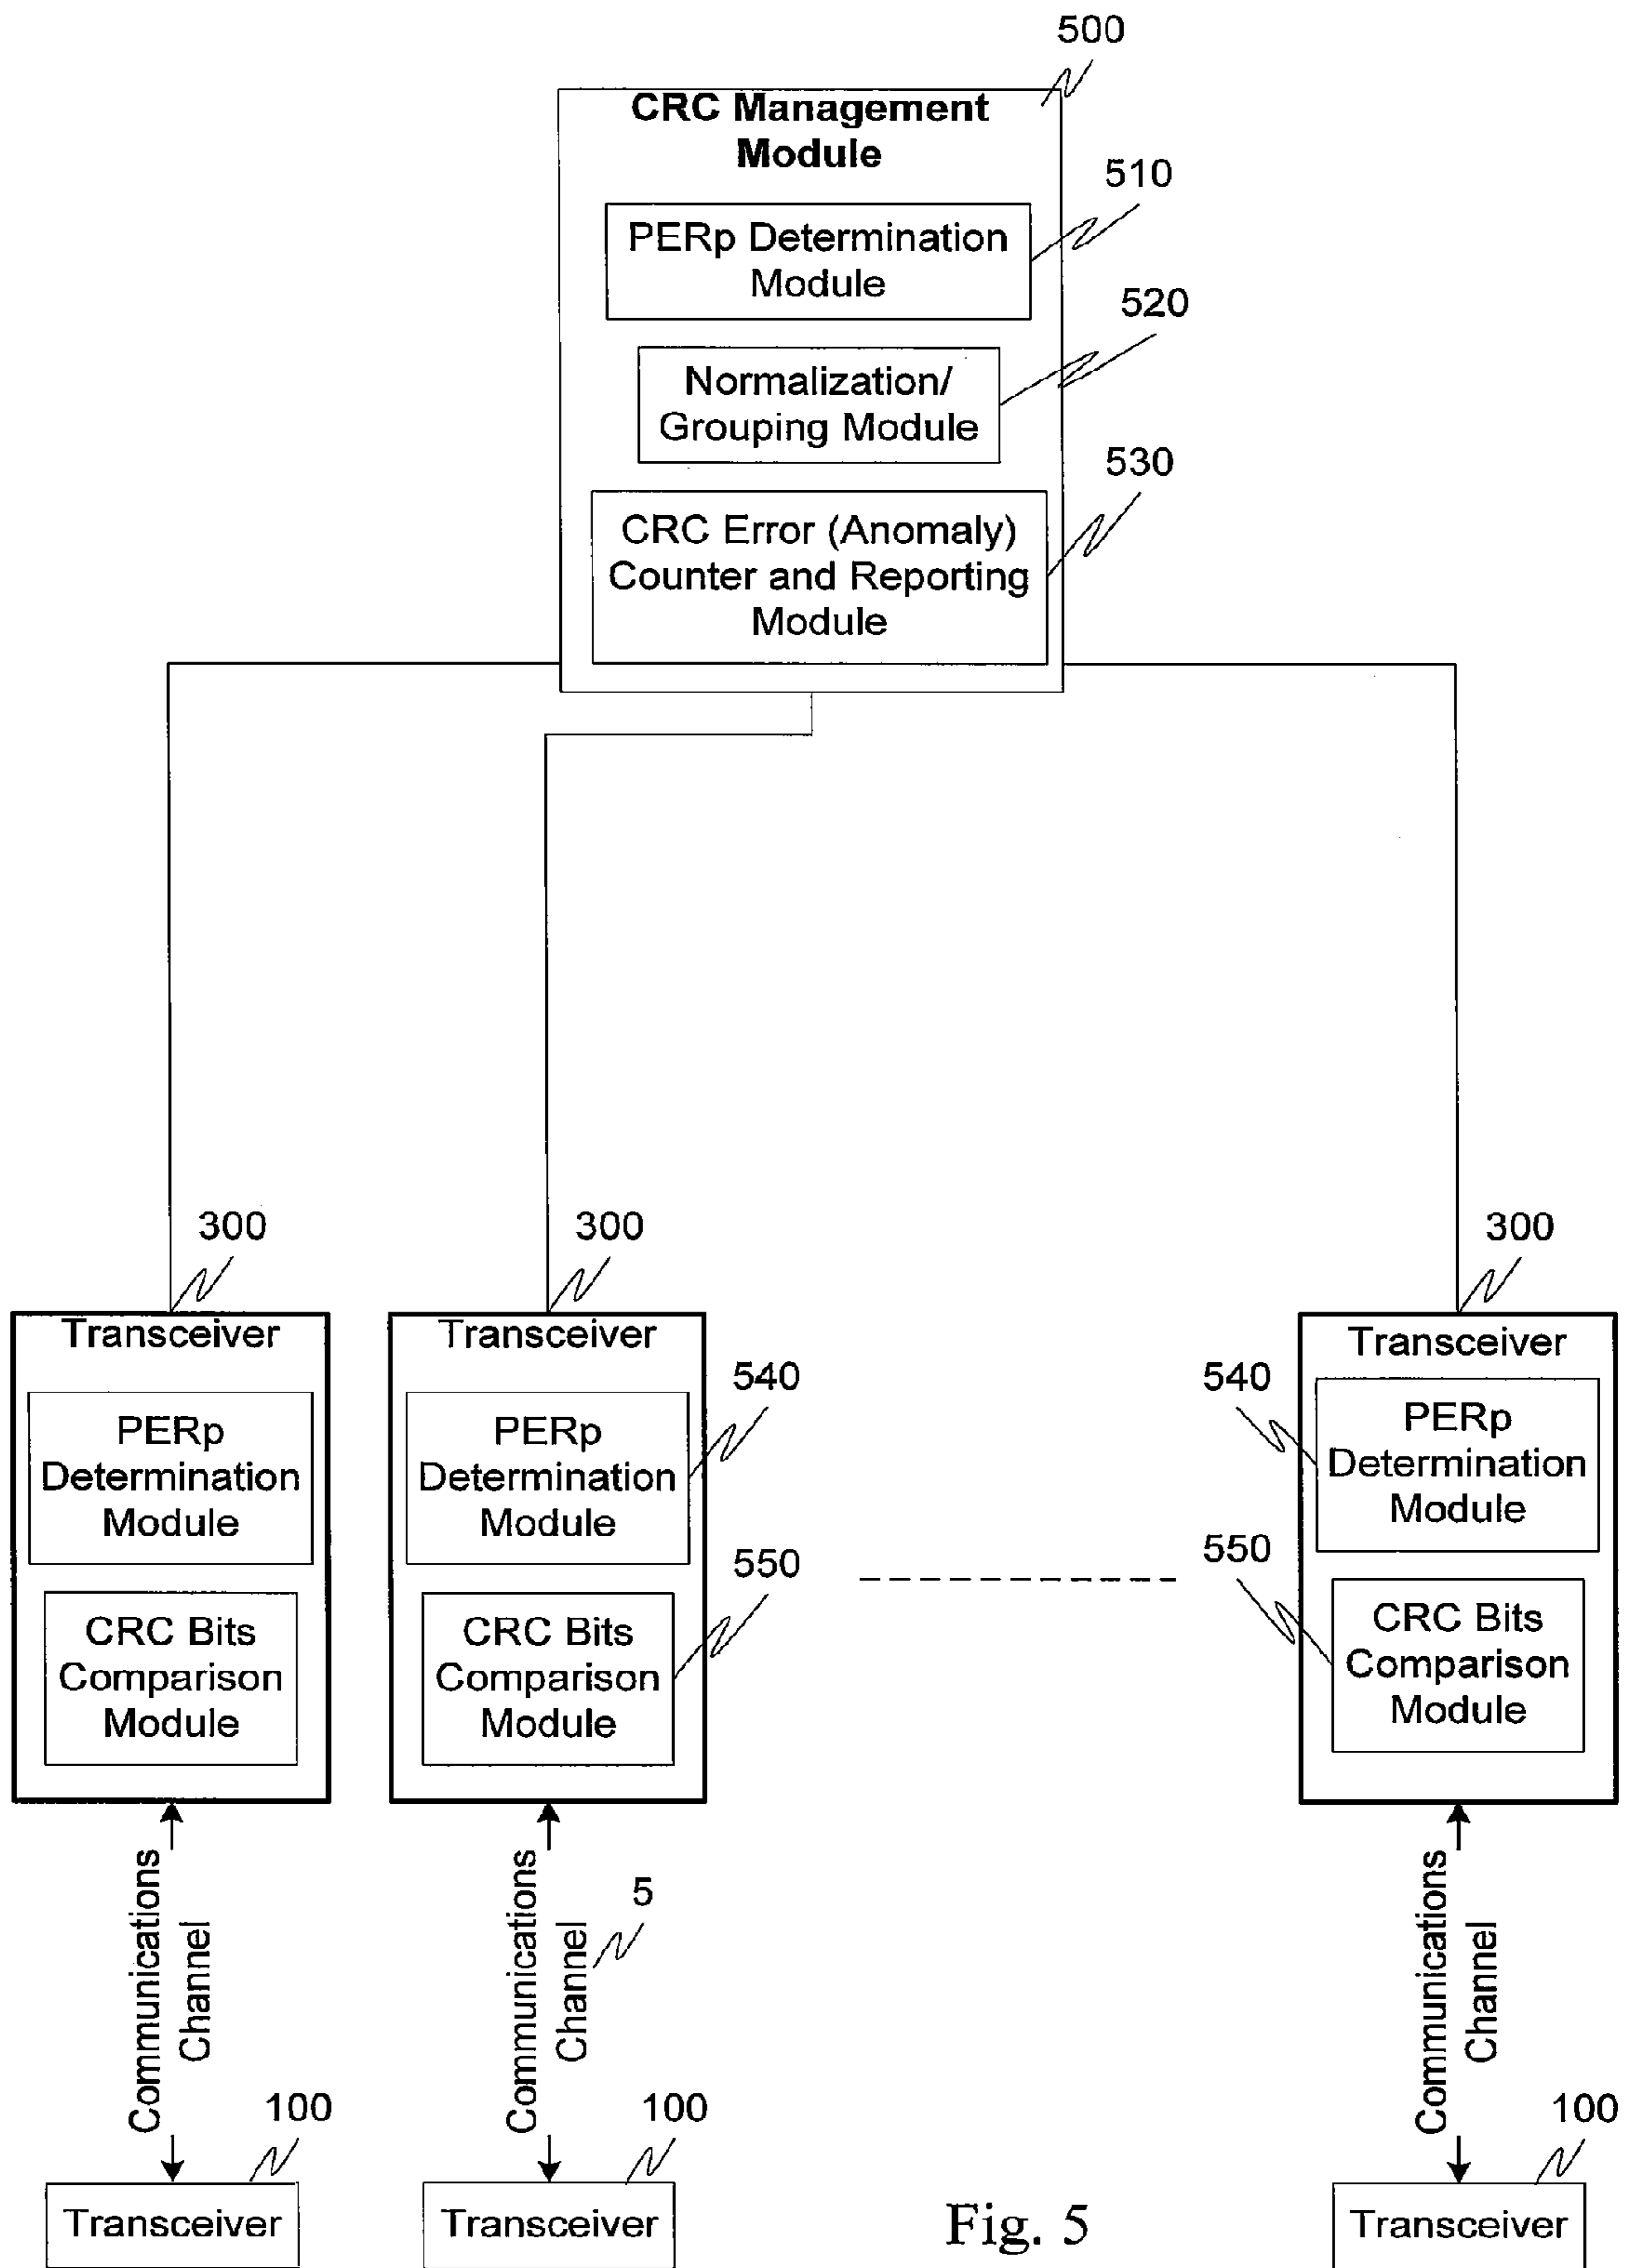 500
CRC Management
Module
510
PERp Determination
Module
520
Normalization/
Grouping Module
530
CRC Error (Anomaly)
Counter and Reporting
Module
300
300
300
Transceiver
PERp
Determination
Module
CRC Bits
Comparison
Module
Transceiver
540
PERp
Determination
Module
550
CRC Bits
Comparison
Module
Transceiver
540
PERp
Determination
Module
550
CRC Bits
Comparison
Module
Communications
Channel
Communications
Channel
5
Communications
Channel
100
100
100
Transceiver
Transceiver
Transceiver
Fig. 5